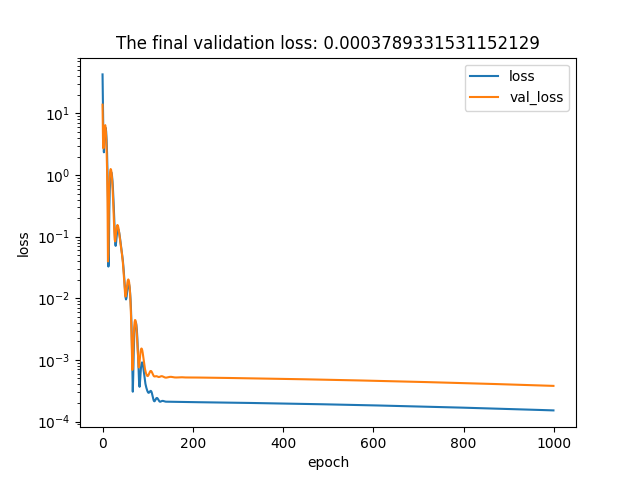 The final validation loss: 0.0003789331531152129
loss
val_loss
10¹
10⁰
10⁻¹
10⁻²
10⁻³
10⁻⁴
loss
0 200 400 600 800 1000
epoch